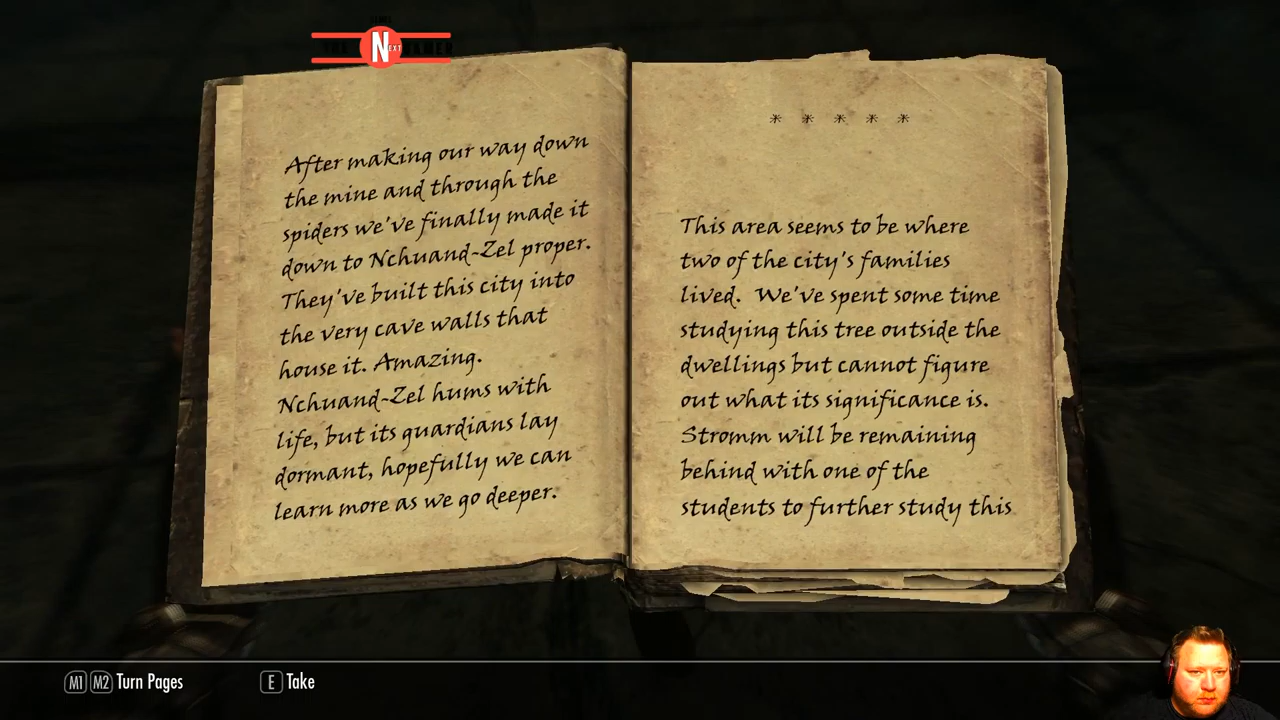 N
EXT
After making our way down
the mine and through the
spiders we've finally made it
down to Nchuand-Zel proper.
They've built this city into
the very cave walls that
house it. Amazing.
Nchuand-Zel hums with
life, but its guardians lay
dormant, hopefully we can
learn more as we go deeper.
* * * * *
This area seems to be where
two of the city's families
lived.  We've spent some time
studying this tree outside the
dwellings but cannot figure
out what its significance is.
Stromm will be remaining
behind with one of the
students to further study this
M1 M2 Turn Pages E Take